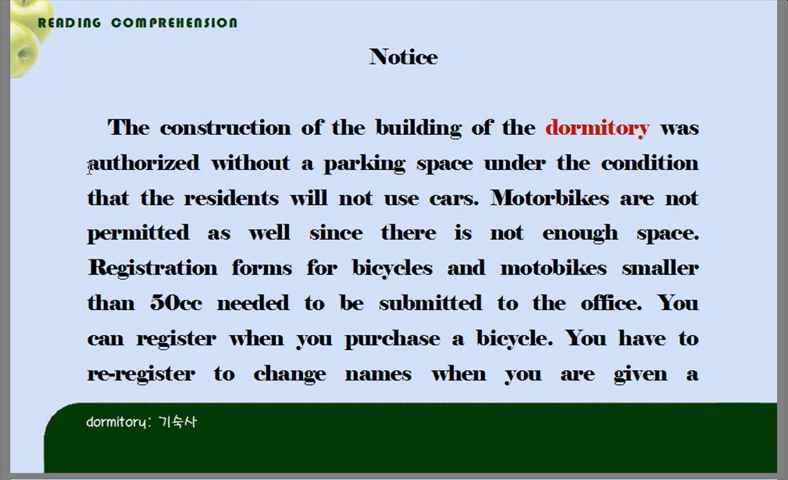 READING COMPREHENSION
Notice
The construction of the building of the dormitory was
authorized without a parking space under the condition
that the residents will not use cars. Motorbikes are not
permitted as well since there is not enough space.
Registration forms for bicycles and motobikes smaller
than 50cc needed to be submitted to the office. You
can register when you purchase a bicycle. You have to
re-register to change names when you are given a
dormitory: 기숙사